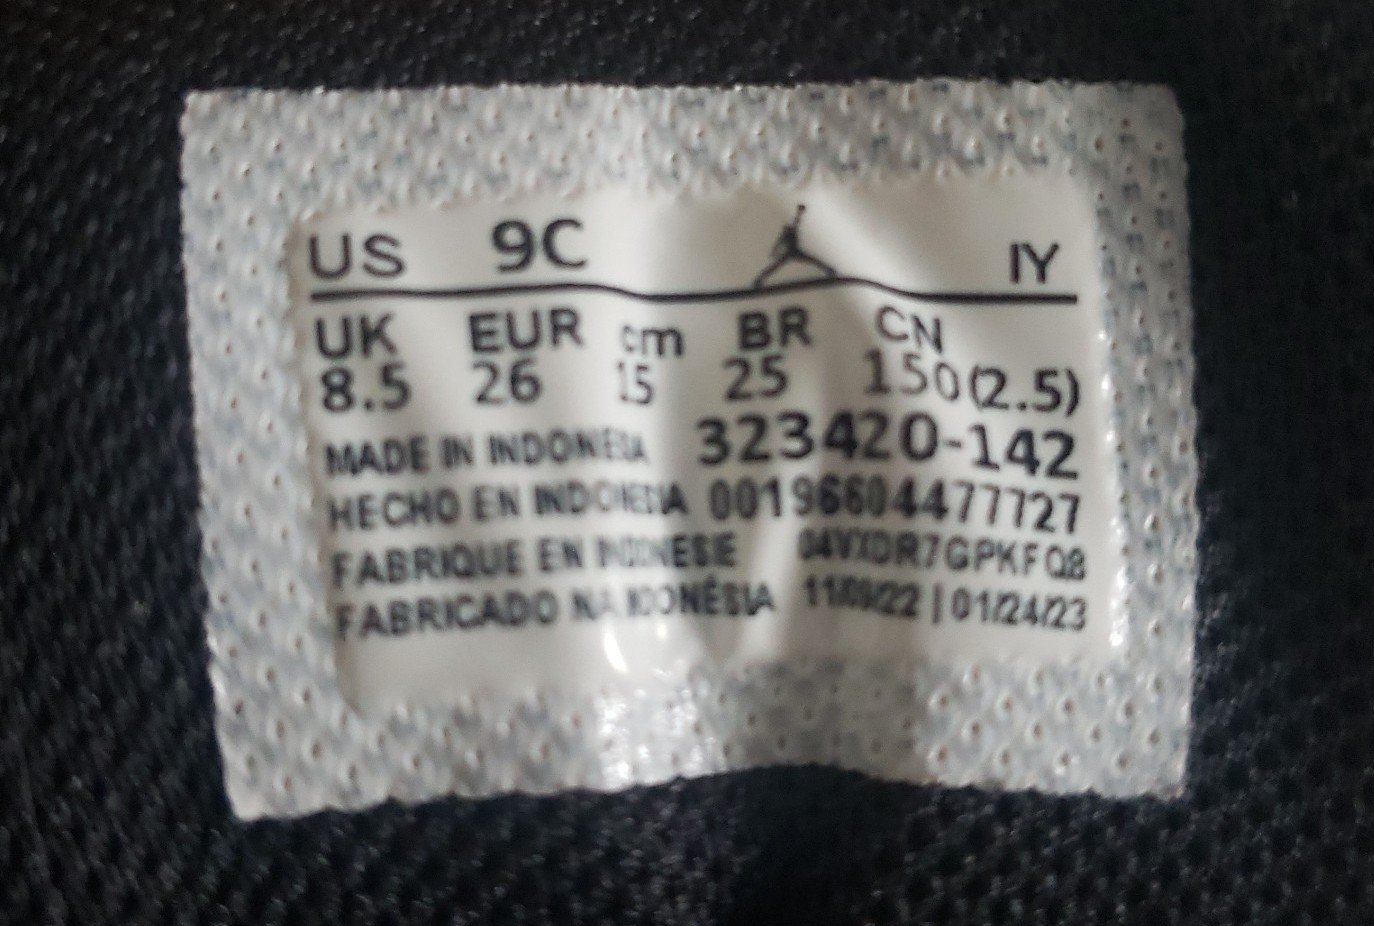 US 9C IY
UK EUR cm BR CN
8.5 26 15 25 150(2.5)
MADE IN INDONESIA 323420-142
HECHO EN INDONESIA 00196604477727
FABRIQUE EN INDONESIE 04VXDR7GPKFQ8
FABRICADO NA INDONÉSIA 11/09/22 | 01/24/23